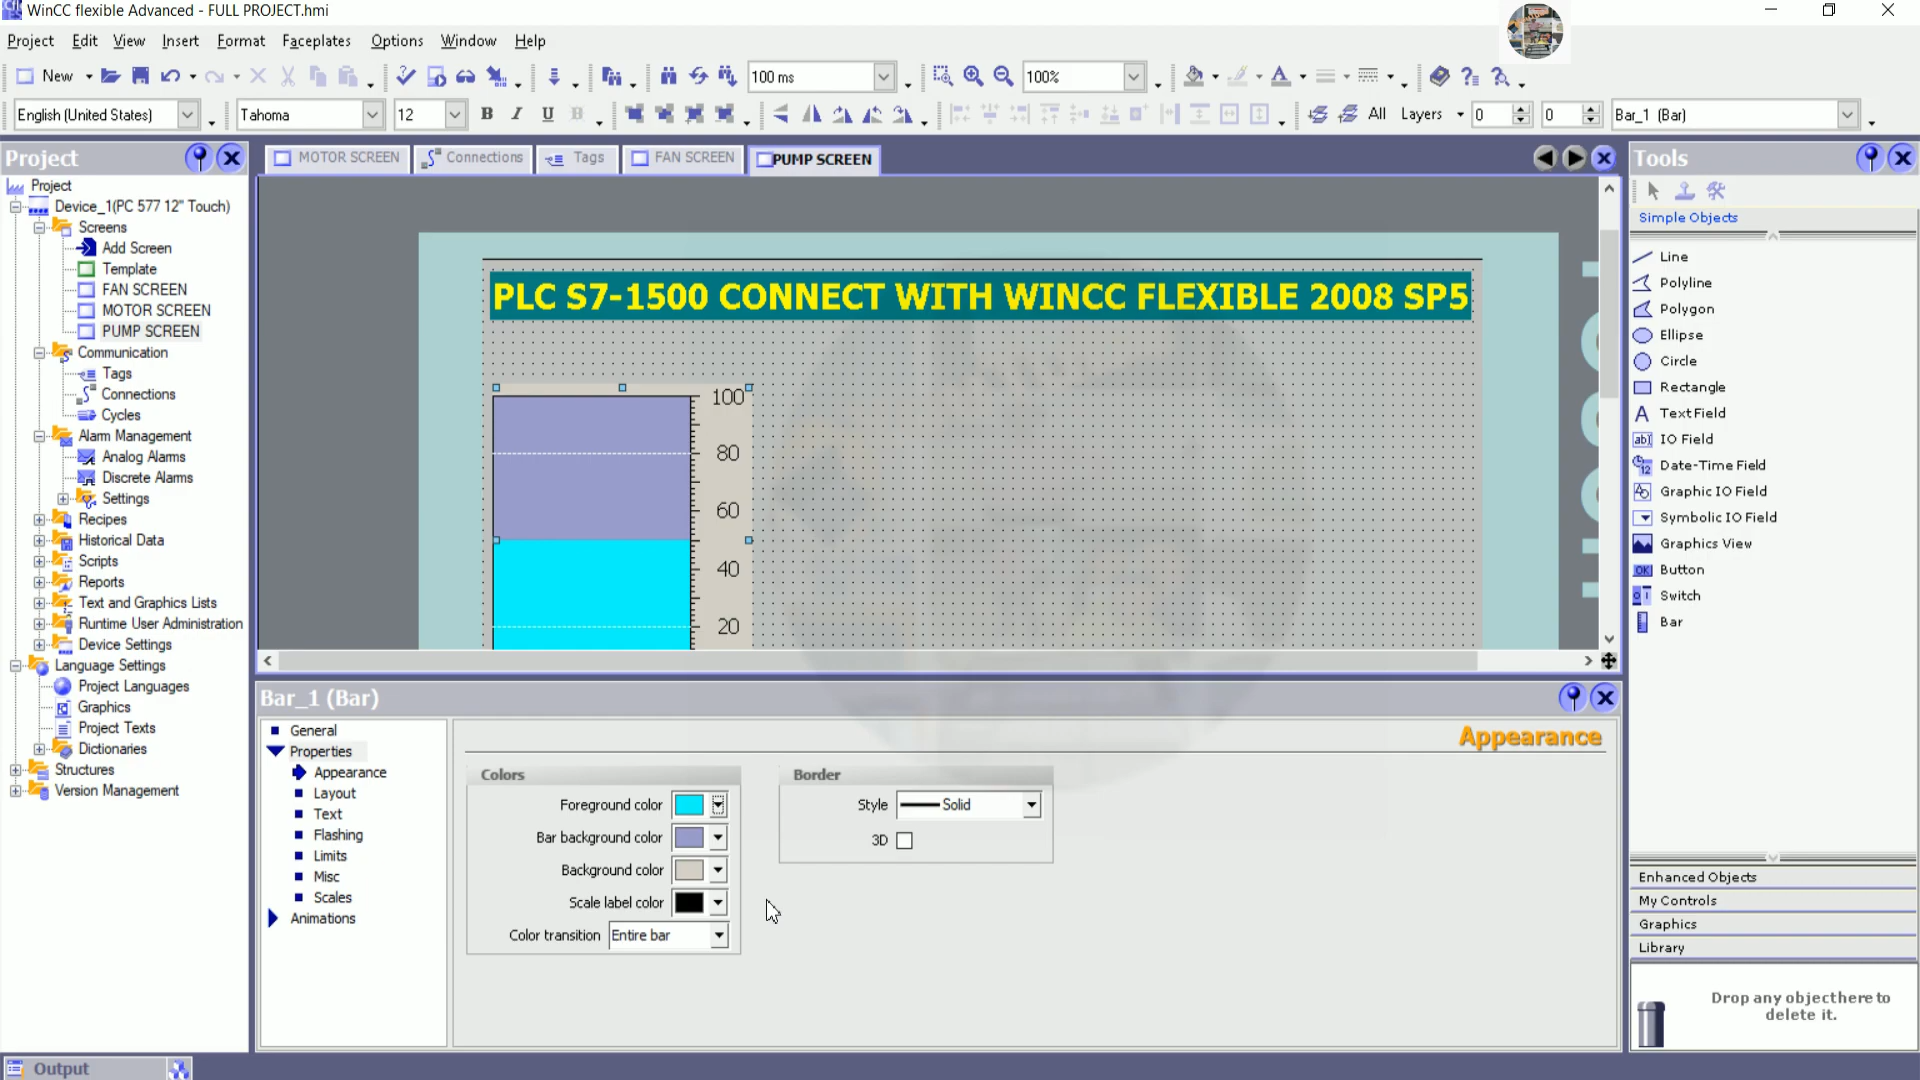 WinCC flexible Advanced - FULL PROJECT.hmi
Project Edit View Insert Format Faceplates Options Window Help
New 100 ms 100%
English (United States) Tahoma 12 B I U B All Layers 0 0 Bar_1 (Bar)
Project
Project
Device_1(PC 577 12" Touch)
Screens
Add Screen
Template
FAN SCREEN
MOTOR SCREEN
PUMP SCREEN
Communication
Tags
Connections
Cycles
Alarm Management
Analog Alarms
Discrete Alarms
Settings
Recipes
Historical Data
Scripts
Reports
Text and Graphics Lists
Runtime User Administration
Device Settings
Language Settings
Project Languages
Graphics
Project Texts
Dictionaries
Structures
Version Management
Output
MOTOR SCREEN Connections Tags FAN SCREEN PUMP SCREEN
PLC S7-1500 CONNECT WITH WINCC FLEXIBLE 2008 SP5
100
80
60
40
20
Bar_1 (Bar)
General
Properties
Appearance
Layout
Text
Flashing
Limits
Misc
Scales
Animations
Appearance
Colors
Foreground color
Bar background color
Background color
Scale label color
Color transition Entire bar
Border
Style Solid
3D
Tools
Simple Objects
Line
Polyline
Polygon
Ellipse
Circle
Rectangle
Text Field
IO Field
Date-Time Field
Graphic IO Field
Symbolic IO Field
Graphics View
Button
Switch
Bar
Enhanced Objects
My Controls
Graphics
Library
Drop any objecthere to
delete it.